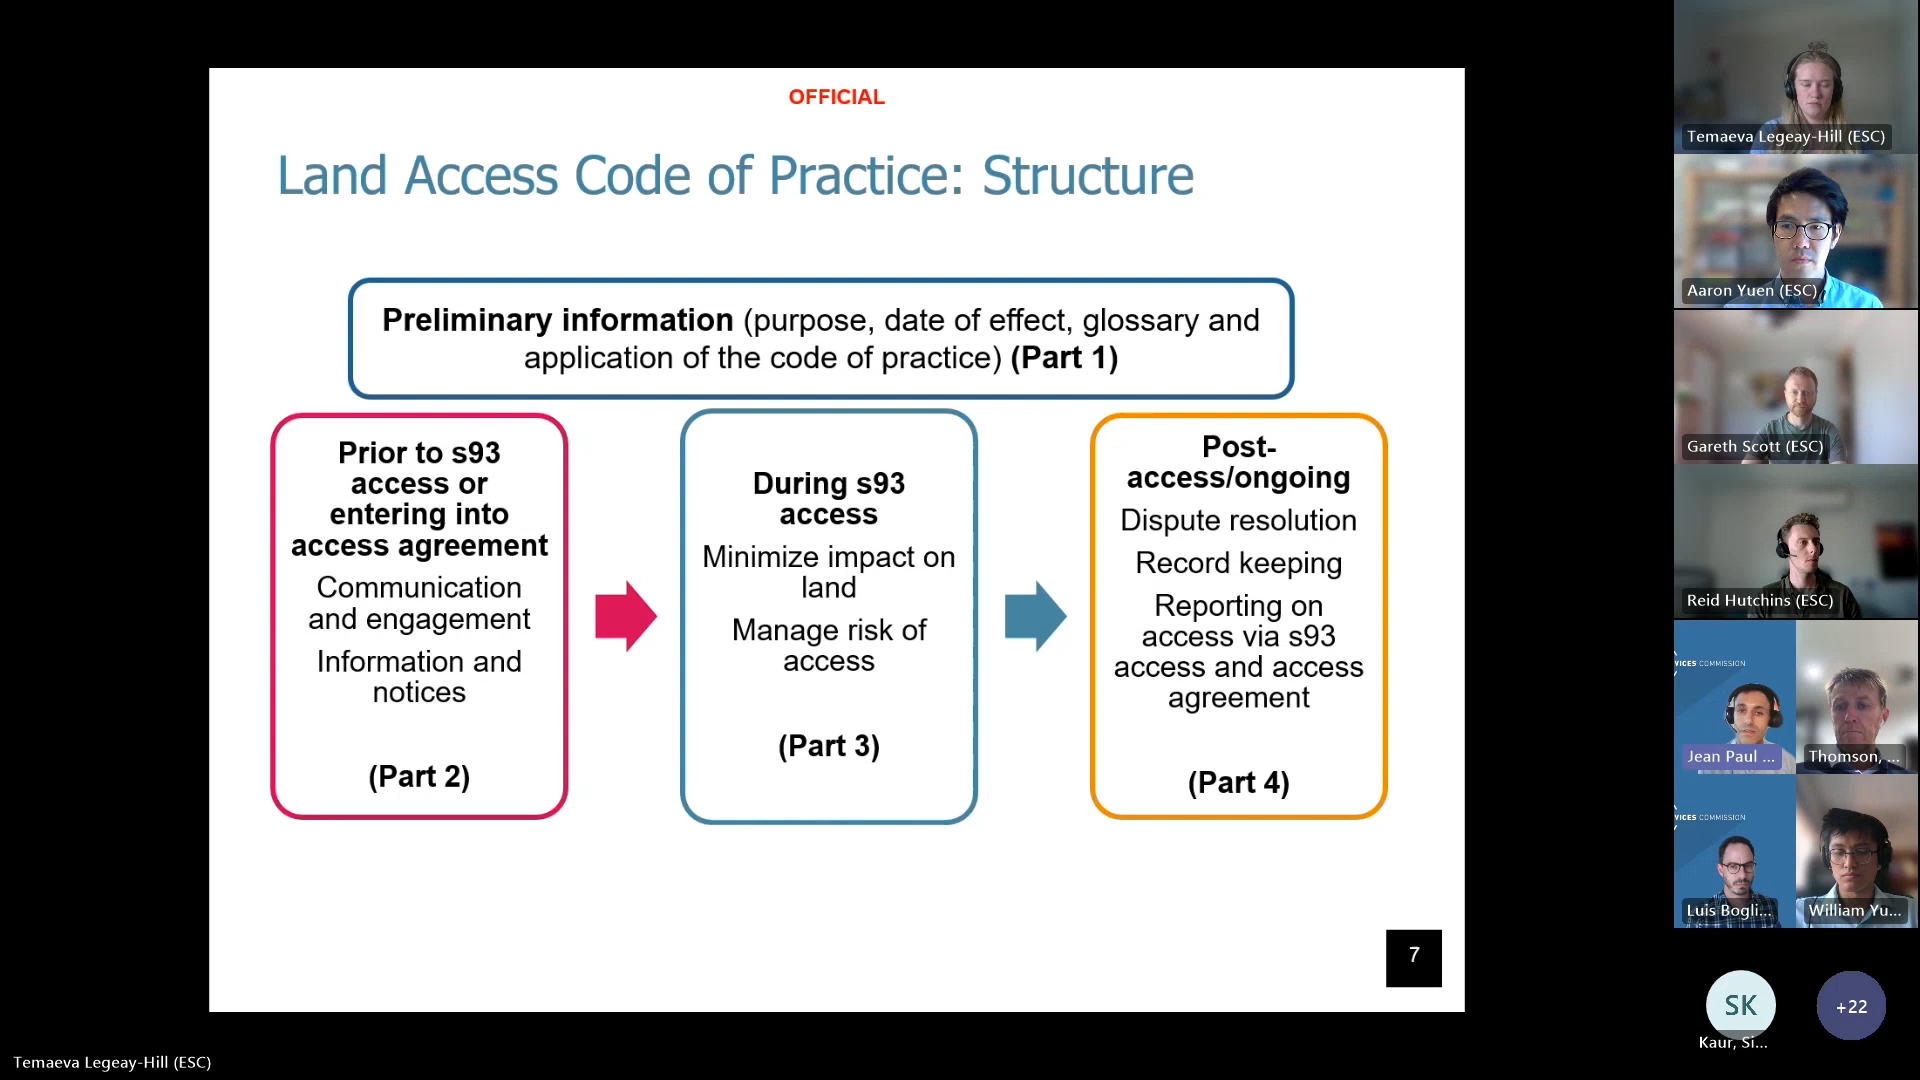 OFFICIAL
Land Access Code of Practice: Structure
Preliminary information (purpose, date of effect, glossary and
application of the code of practice) (Part 1)
Prior to s93
access or
entering into
access agreement
Communication
and engagement
Information and
notices
(Part 2)
During s93
access
Minimize impact on
land
Manage risk of
access
(Part 3)
Post-
access/ongoing
Dispute resolution
Record keeping
Reporting on
access via s93
access and access
agreement
(Part 4)
7
Temaeva Legeay-Hill (ESC)
Aaron Yuen (ESC)
Gareth Scott (ESC)
Reid Hutchins (ESC)
VICES COMMISSION
Jean Paul ...
Thomson, ...
VICES COMMISSION
Luis Bogli...
William Yu...
SK
+22
Kaur, Si...
Temaeva Legeay-Hill (ESC)